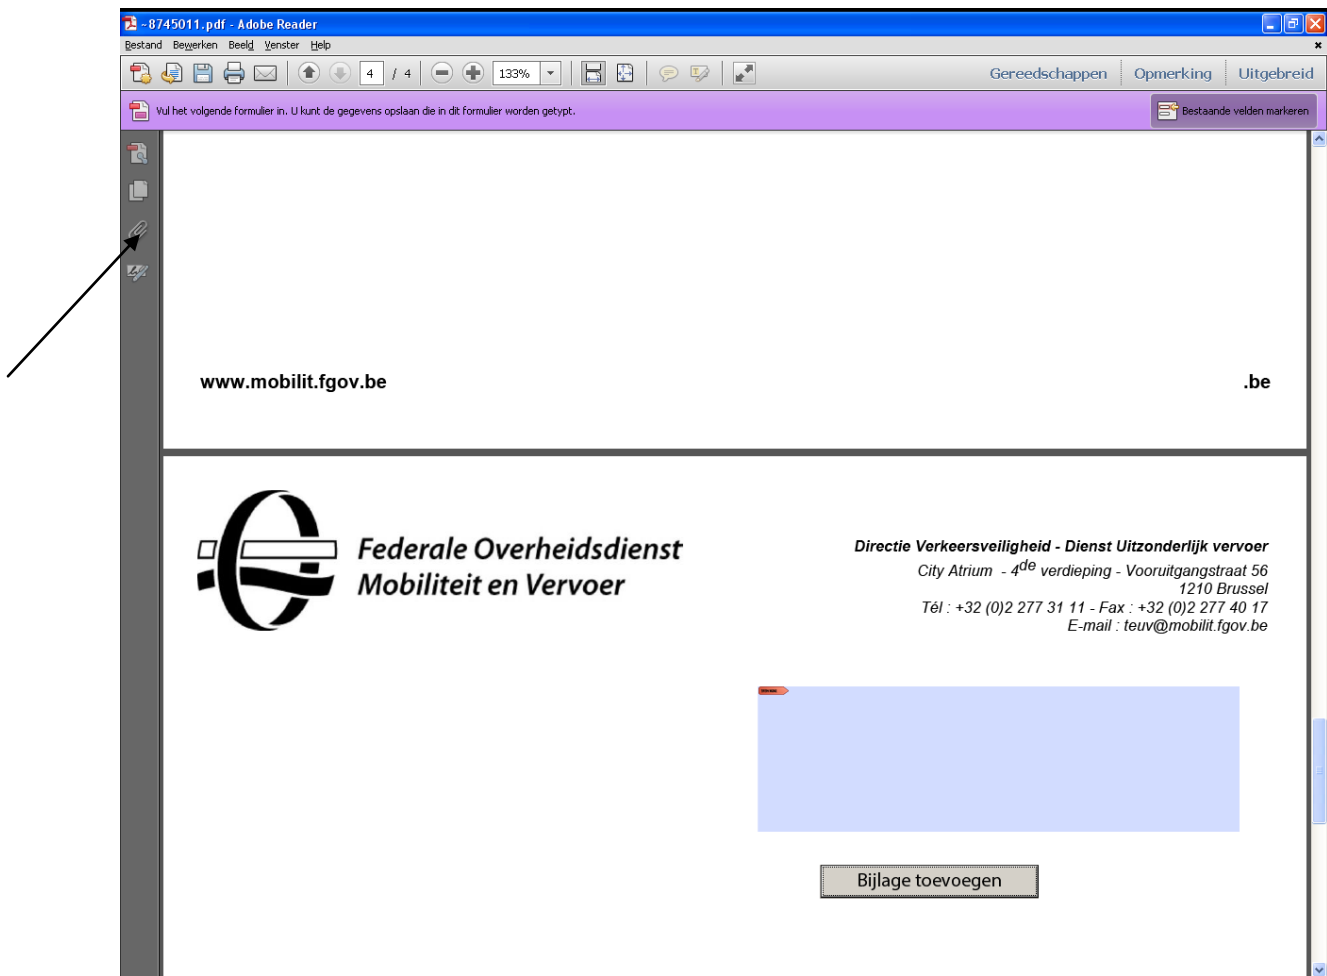 ~8745011.pdf - Adobe Reader
Bestand Bewerken Beeld Venster Help
4 / 4 133% Gereedschappen Opmerking Uitgebreid
Vul het volgende formulier in. U kunt de gegevens opslaan die in dit formulier worden getypt. Bestaande velden markeren
www.mobilit.fgov.be .be
Federale Overheidsdienst
Mobiliteit en Vervoer
Directie Verkeersveiligheid - Dienst Uitzonderlijk vervoer
City Atrium - 4de verdieping - Vooruitgangstraat 56
1210 Brussel
Tél : +32 (0)2 277 31 11 - Fax : +32 (0)2 277 40 17
E-mail : teuv@mobilit.fgov.be
Bijlage toevoegen